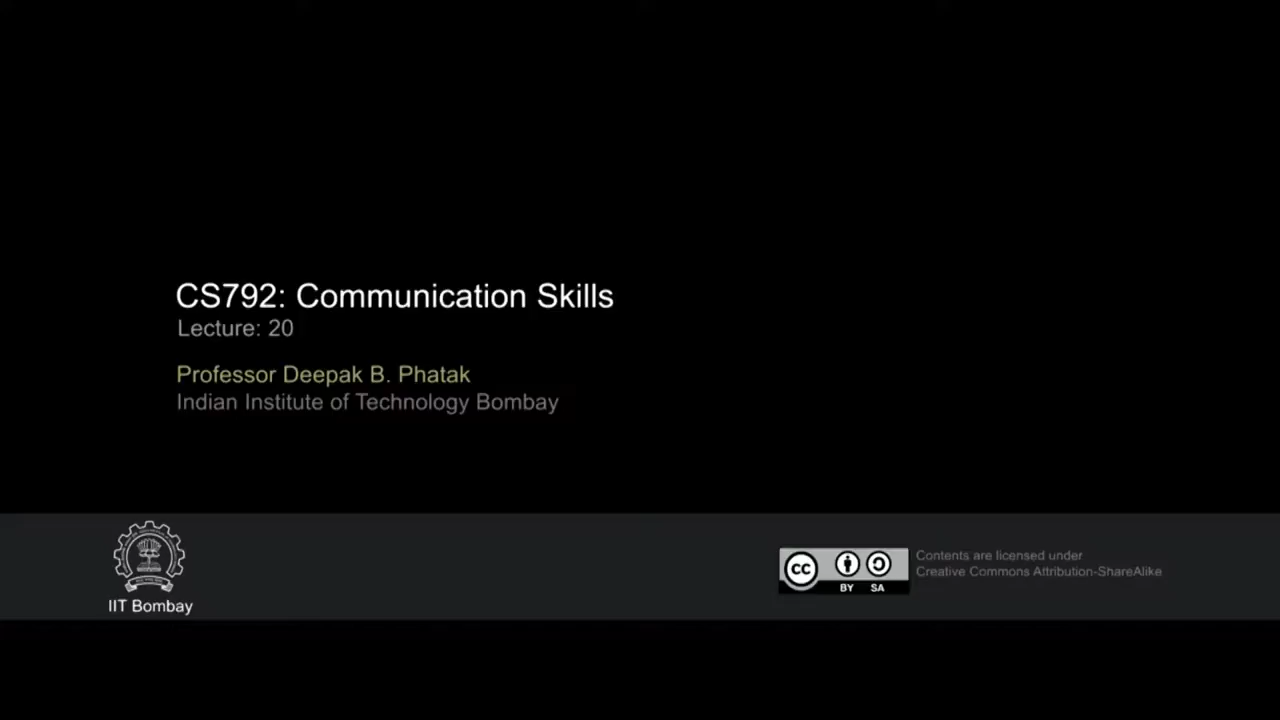 CS792: Communication Skills
Lecture: 20
Professor Deepak B. Phatak
Indian Institute of Technology Bombay
IIT Bombay
cc
BY SA
Contents are licensed under
Creative Commons Attribution-ShareAlike